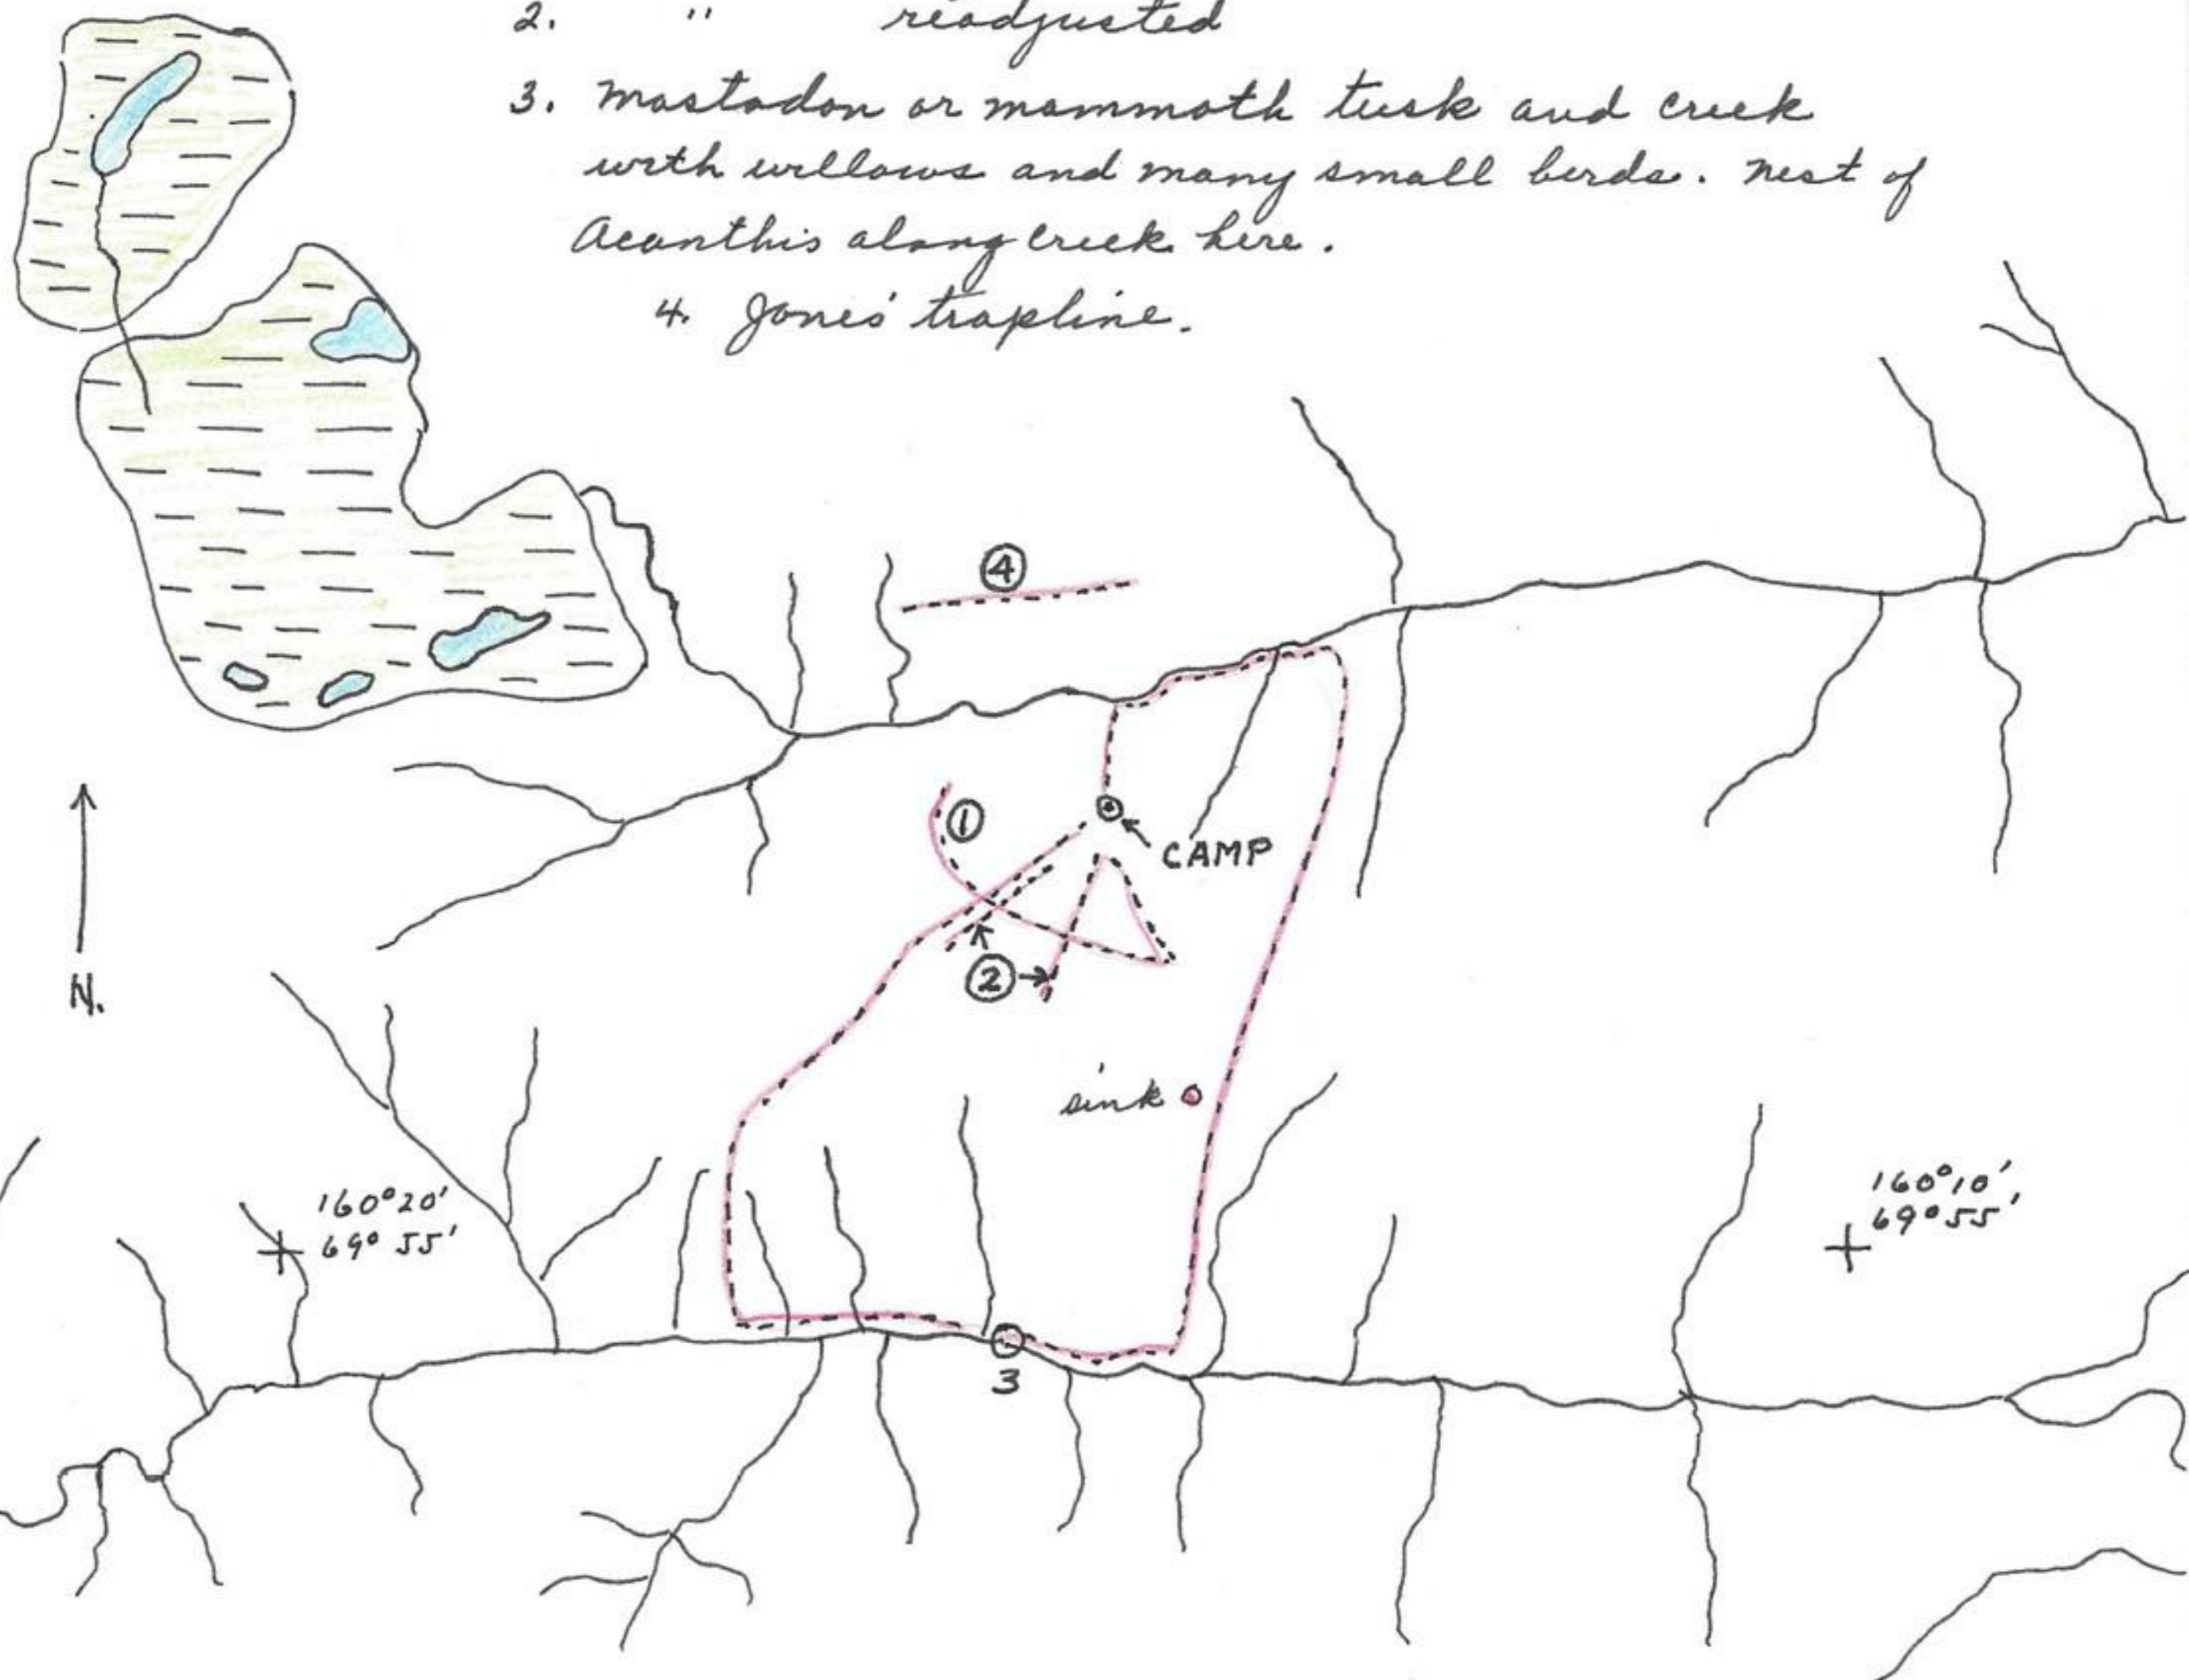 2. " readjusted
3. Mastodon or mammoth tusk and creek
with willows and many small birds. Nest of
Acanthis along creek here.
4. Jones' trapline.
4
1
CAMP
2
N.
sink
160°20'
69° 55'
160°10'
69°55'
3